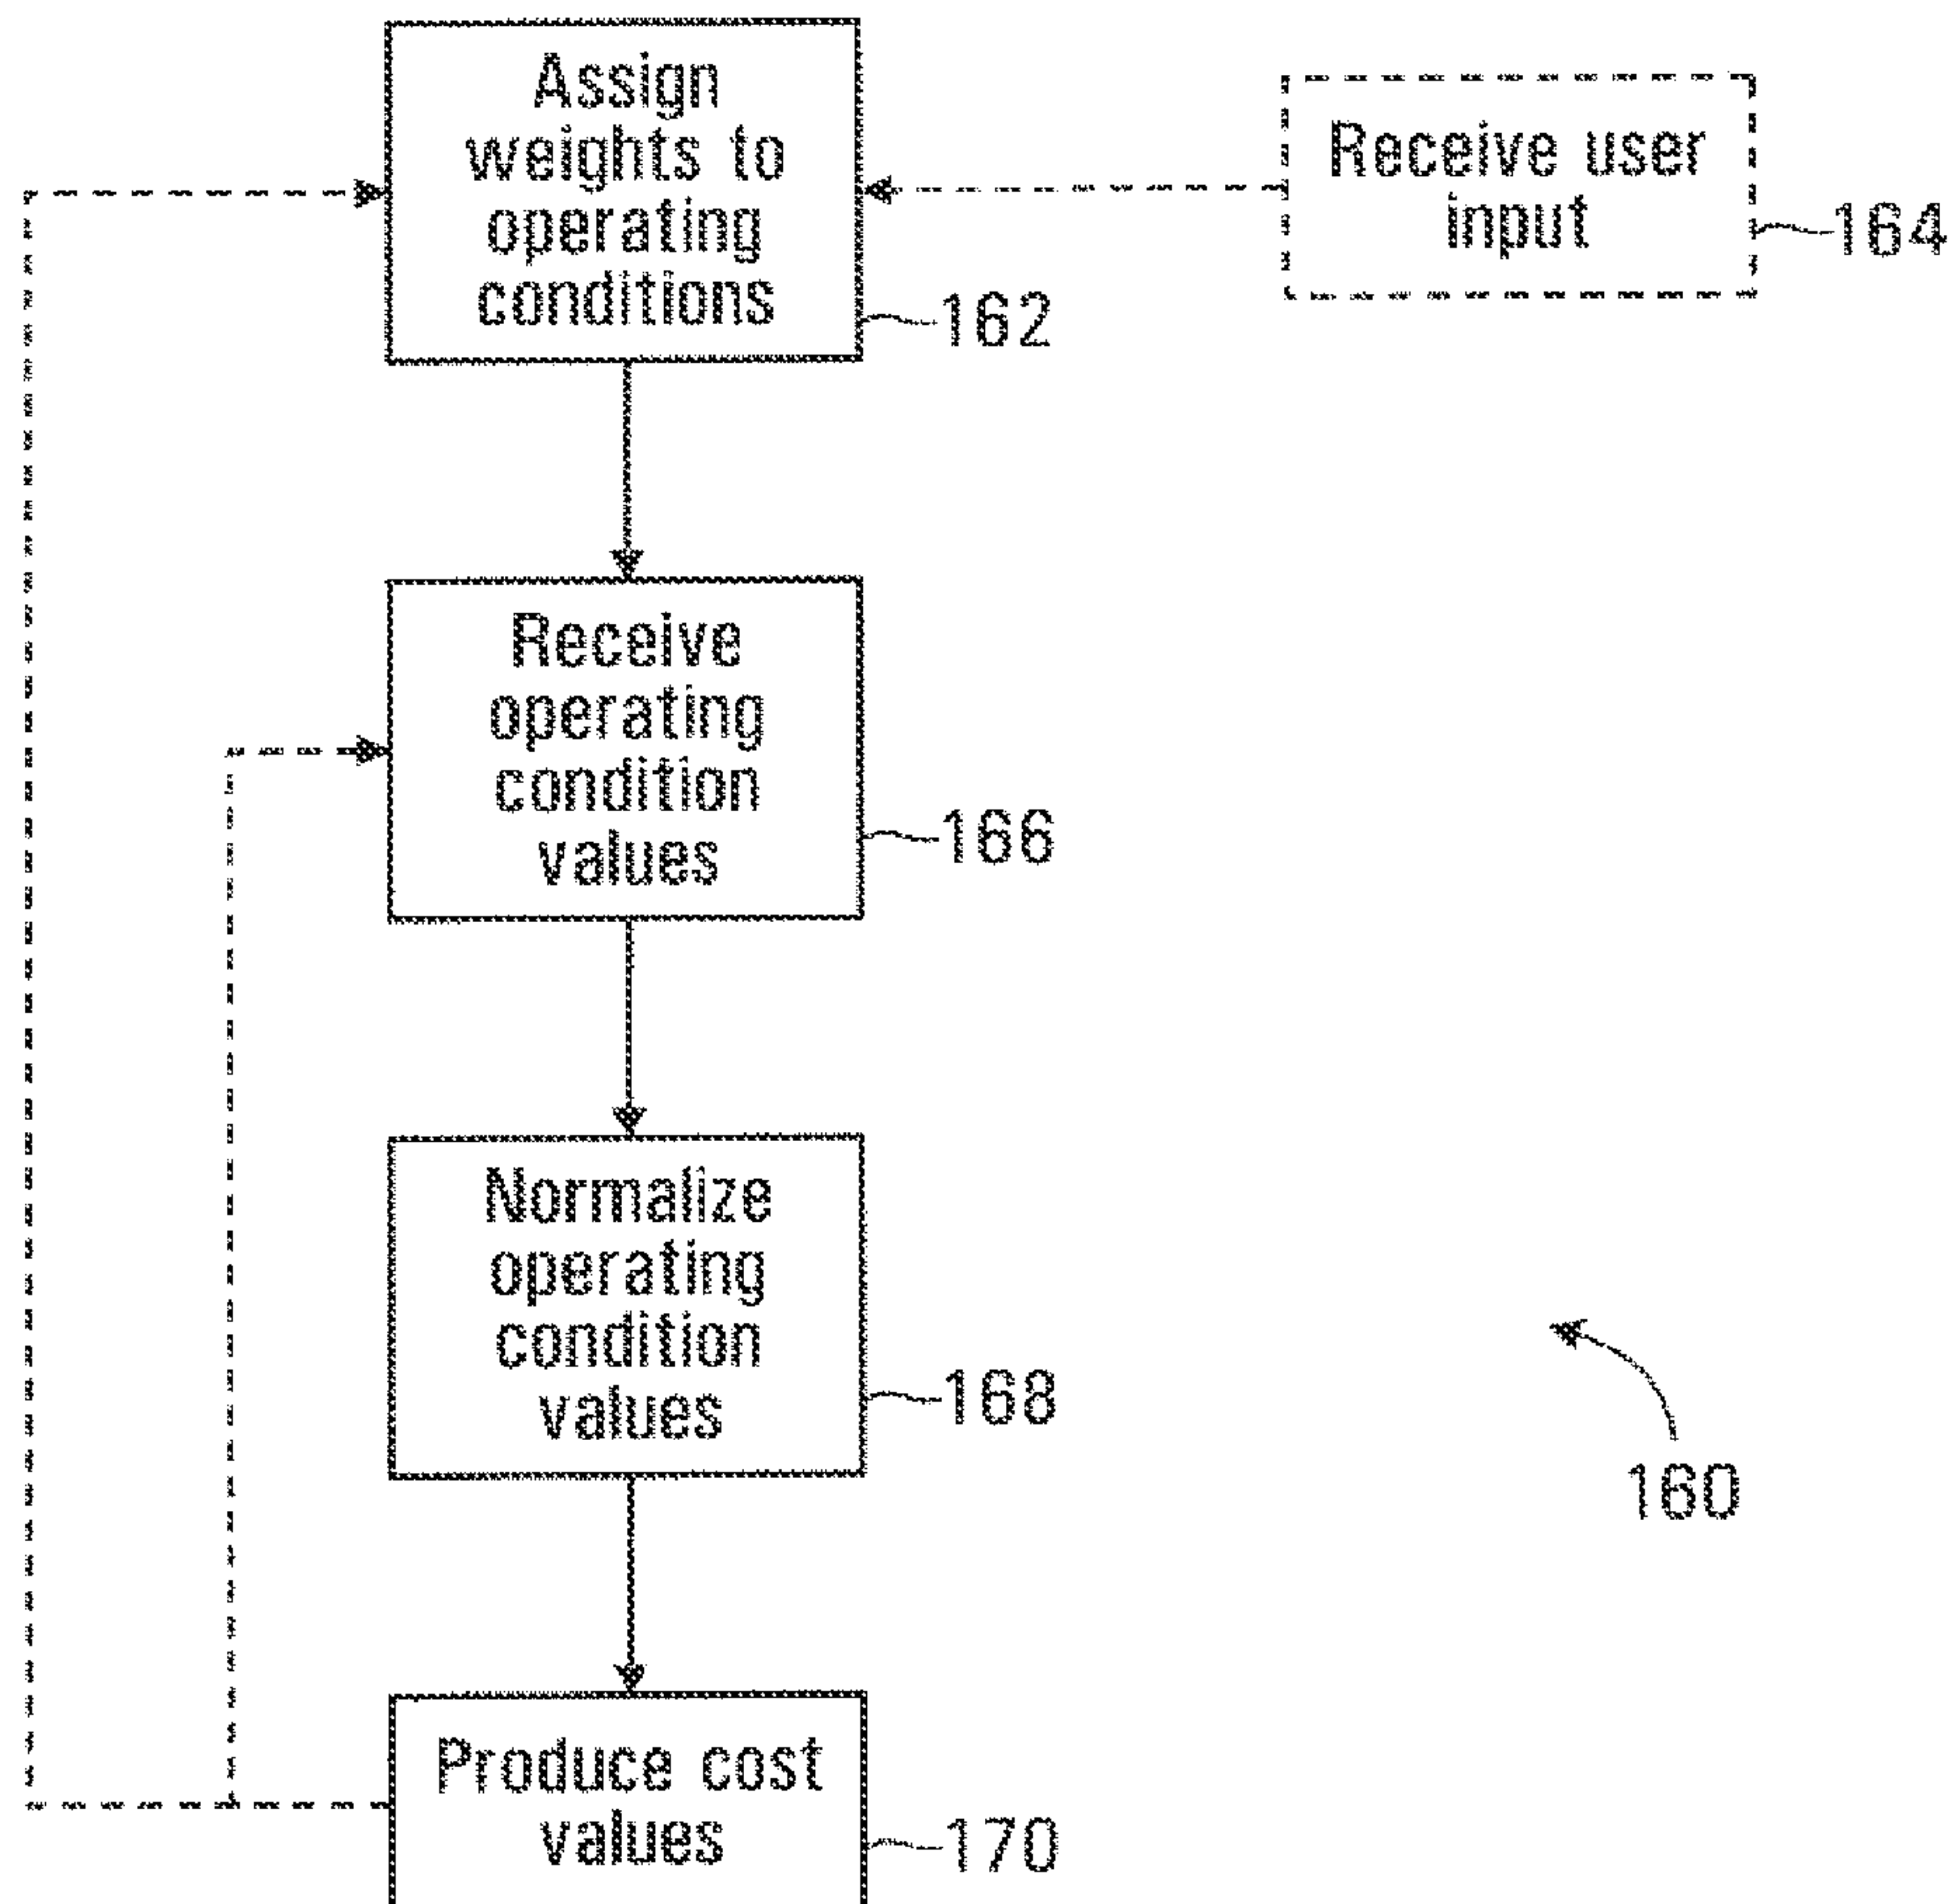 Assign
weights to
operating
conditions
162
Receive user
input
164
Receive
operating
condition
values
166
Normalize
operating
condition
values
168
160
Produce cost
values
170